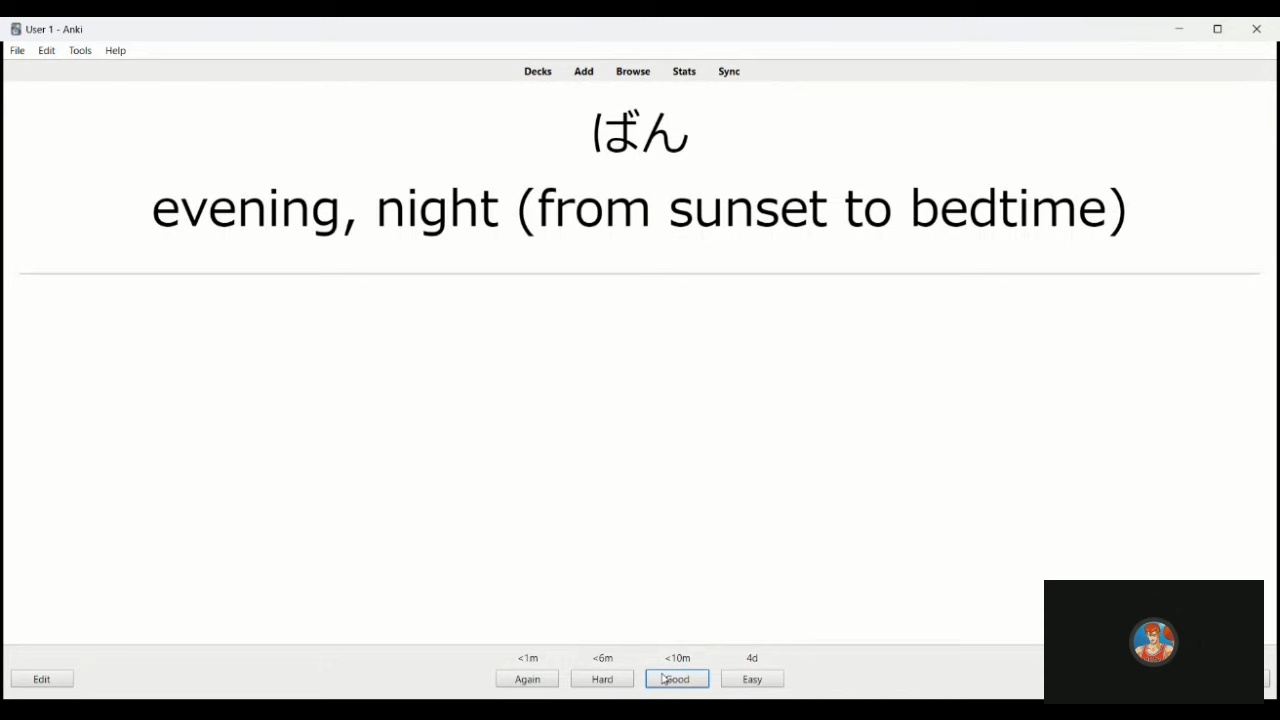 User 1 - Anki
File Edit Tools Help
Decks Add Browse Stats Sync
ばん
evening, night (from sunset to bedtime)
<1m <6m <10m 4d
Edit Again Hard Good Easy